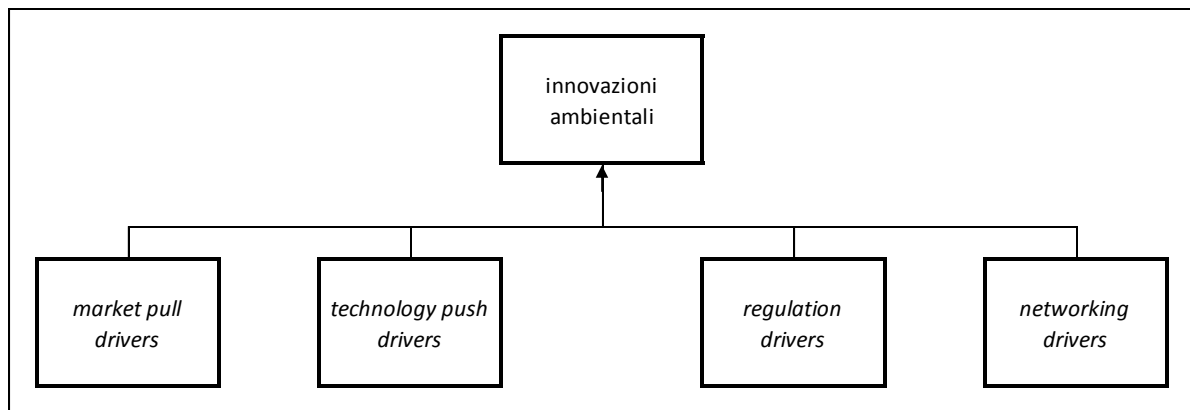 innovazioni
ambientali
market pull
drivers
technology push
drivers
regulation
drivers
networking
drivers